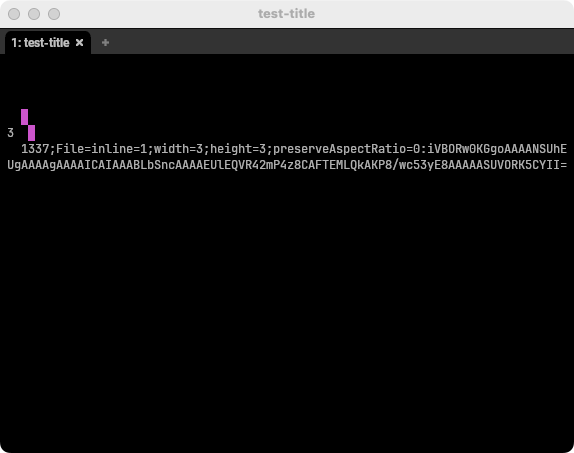 test-title
1: test-title × +
3
1337;File=inline=1;width=3;height=3;preserveAspectRatio=0:iVBORw0KGgoAAAANSUhE
UgAAAAgAAAAICAIAAABLbSncAAAAEUlEQVR42mP4z8CAFTEMLQkAKP8/wc53yE8AAAAASUVORK5CYII=